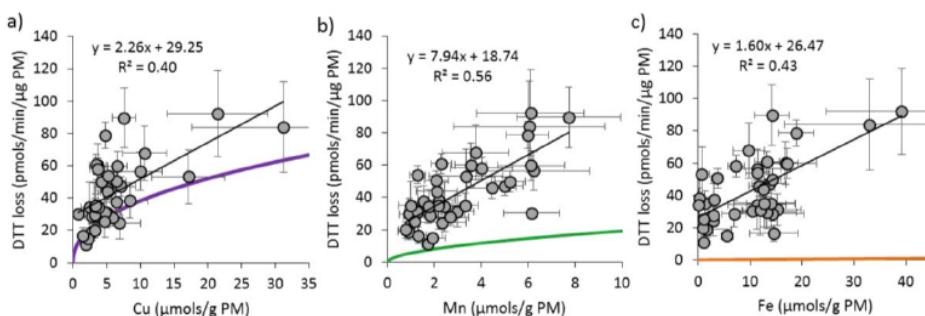 a)
y = 2.26x + 29.25
R² = 0.40
DTT loss (pmols/min/µg PM)
140
120
100
80
60
40
20
0
0 5 10 15 20 25 30 35
Cu (µmols/g PM)
b)
y = 7.94x + 18.74
R² = 0.56
DTT loss (pmols/min/µg PM)
140
120
100
80
60
40
20
0
0 2 4 6 8 10
Mn (µmols/g PM)
c)
y = 1.60x + 26.47
R² = 0.43
DTT loss (pmols/min/µg PM)
140
120
100
80
60
40
20
0
0 10 20 30 40
Fe (µmols/g PM)